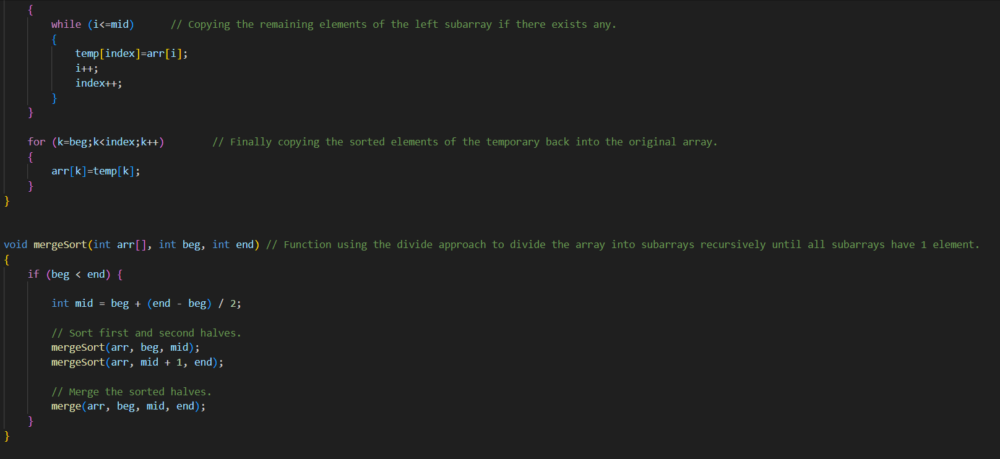 {
while (i<=mid)      // Copying the remaining elements of the left subarray if there exists any.
{
temp[index]=arr[i];
i++;
index++;
}
}
for (k=beg;k<index;k++)        // Finally copying the sorted elements of the temporary back into the original array.
{
arr[k]=temp[k];
}
}
void mergeSort(int arr[], int beg, int end) // Function using the divide approach to divide the array into subarrays recursively until all subarrays have 1 element.
{
if (beg < end) {
int mid = beg + (end - beg) / 2;
// Sort first and second halves.
mergeSort(arr, beg, mid);
mergeSort(arr, mid + 1, end);
// Merge the sorted halves.
merge(arr, beg, mid, end);
}
}